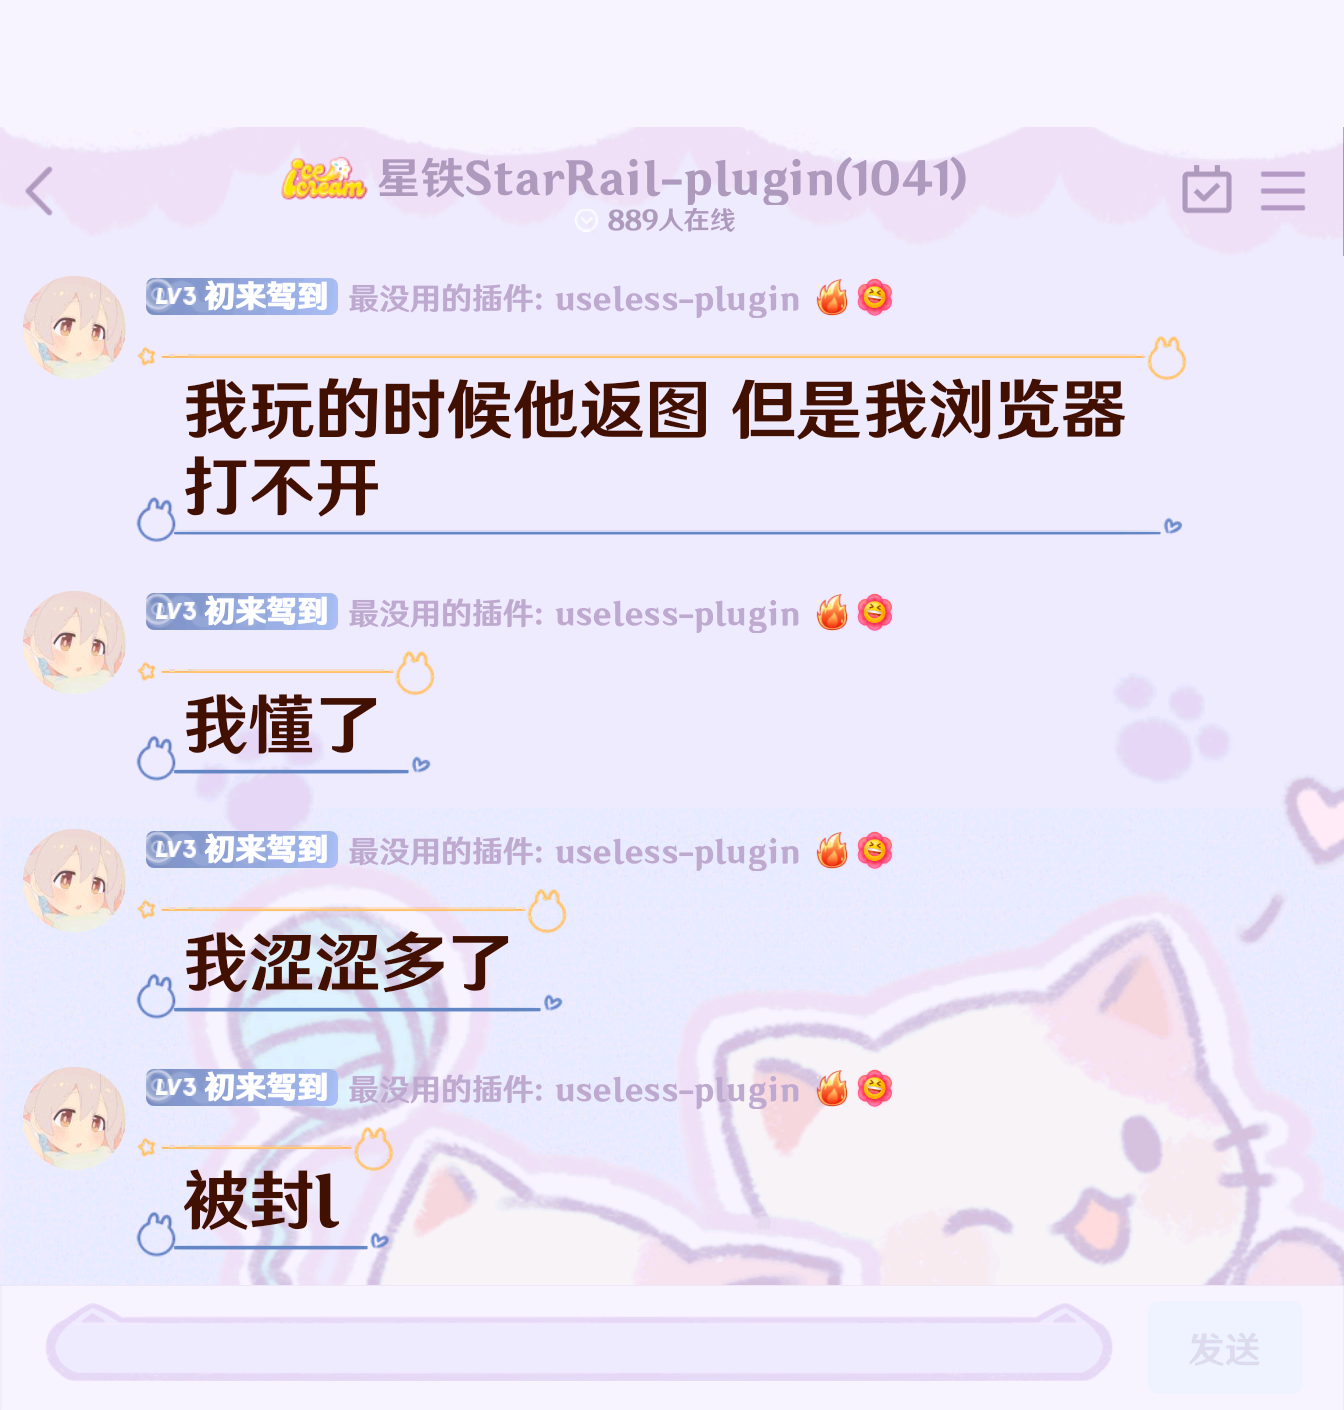 ice cream 星铁StarRail-plugin(1041)
889人在线
LV3 初来驾到 最没用的插件: useless-plugin
我玩的时候他返图 但是我浏览器
打不开
LV3 初来驾到 最没用的插件: useless-plugin
我懂了
LV3 初来驾到 最没用的插件: useless-plugin
我涩涩多了
LV3 初来驾到 最没用的插件: useless-plugin
被封l
发送